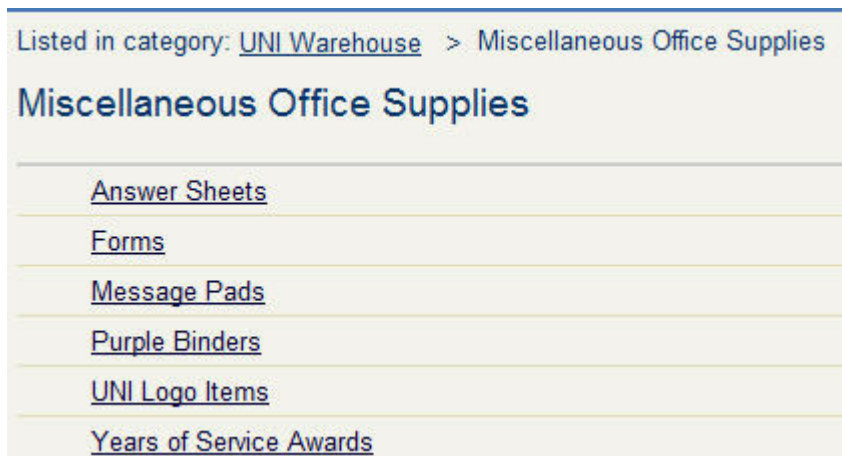 Listed in category: UNI Warehouse > Miscellaneous Office Supplies
Miscellaneous Office Supplies
Answer Sheets
Forms
Message Pads
Purple Binders
UNI Logo Items
Years of Service Awards